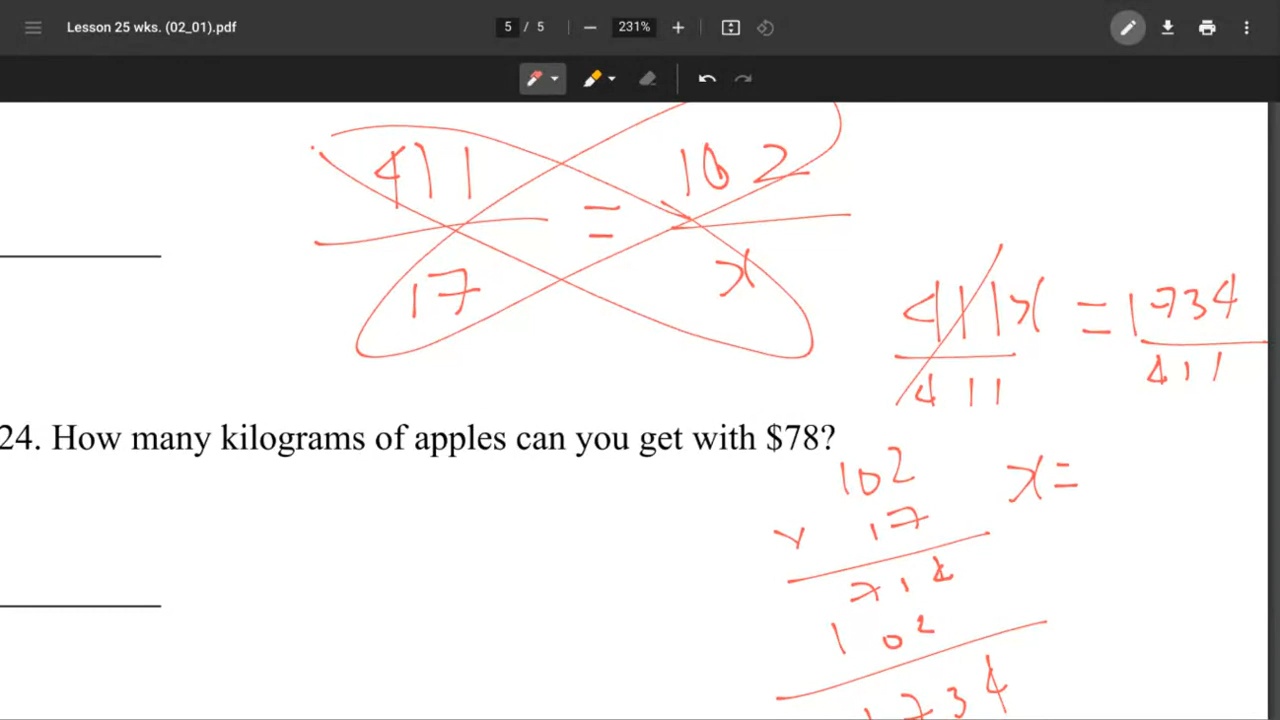 Lesson 25 wks. (02_01).pdf
5 / 5
231%
411 = 102
17 x
411x = 1734
411 411
24. How many kilograms of apples can you get with $78?
102
x 17
714
102
1734
x =